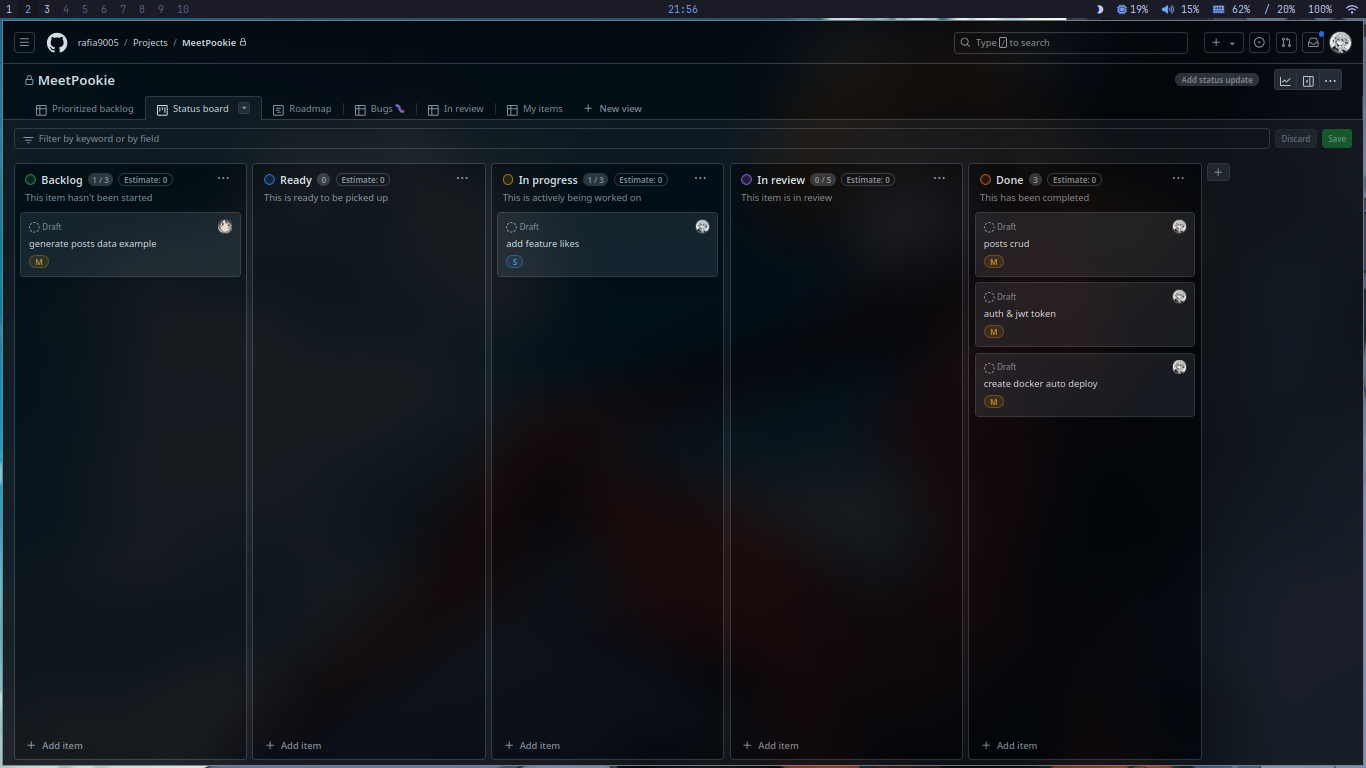 1 2 3 4 5 6 7 8 9 10 21:56 19% 15% 62% / 20% 100%
rafia9005 / Projects / MeetPookie Type / to search
MeetPookie Add status update
Prioritized backlog Status board Roadmap Bugs In review My items + New view
Filter by keyword or by field Discard Save
Backlog 1 / 3 Estimate: 0
This item hasn't been started
Draft
generate posts data example
M
+ Add item
Ready 0 Estimate: 0
This is ready to be picked up
+ Add item
In progress 1 / 3 Estimate: 0
This is actively being worked on
Draft
add feature likes
S
+ Add item
In review 0 / 5 Estimate: 0
This item is in review
+ Add item
Done 3 Estimate: 0
This has been completed
Draft
posts crud
M
Draft
auth & jwt token
M
Draft
create docker auto deploy
M
+ Add item